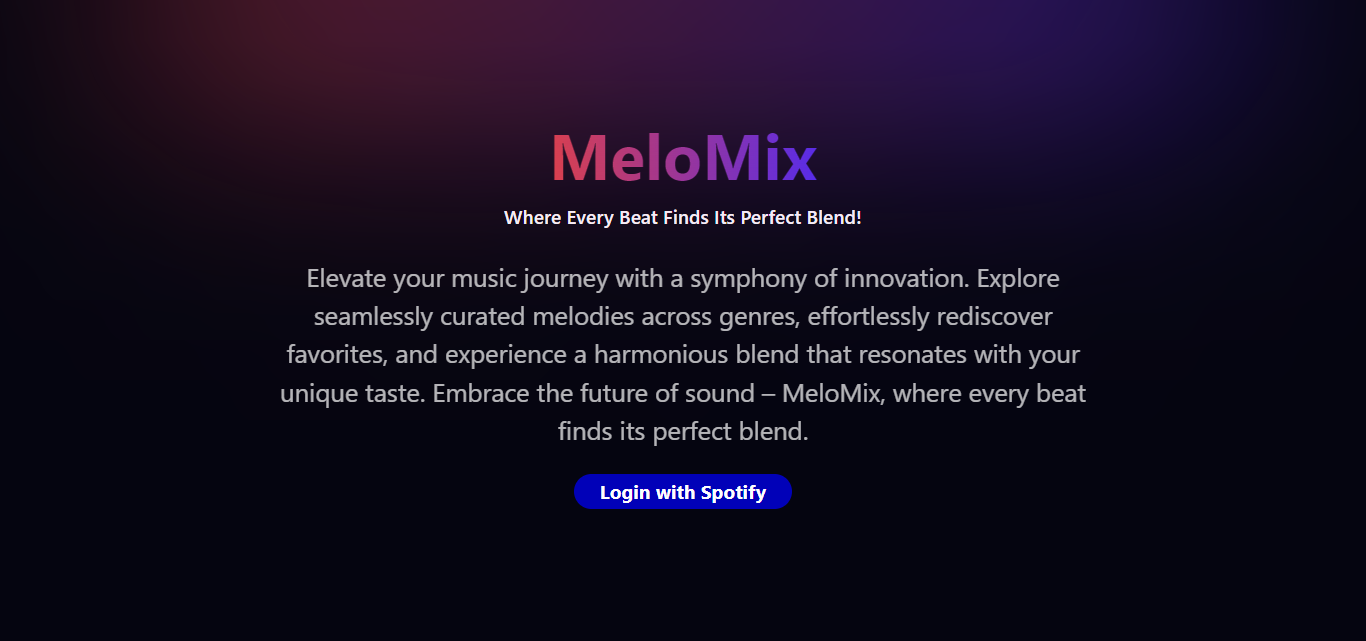 MeloMix
Where Every Beat Finds Its Perfect Blend!
Elevate your music journey with a symphony of innovation. Explore
seamlessly curated melodies across genres, effortlessly rediscover
favorites, and experience a harmonious blend that resonates with your
unique taste. Embrace the future of sound – MeloMix, where every beat
finds its perfect blend.
Login with Spotify